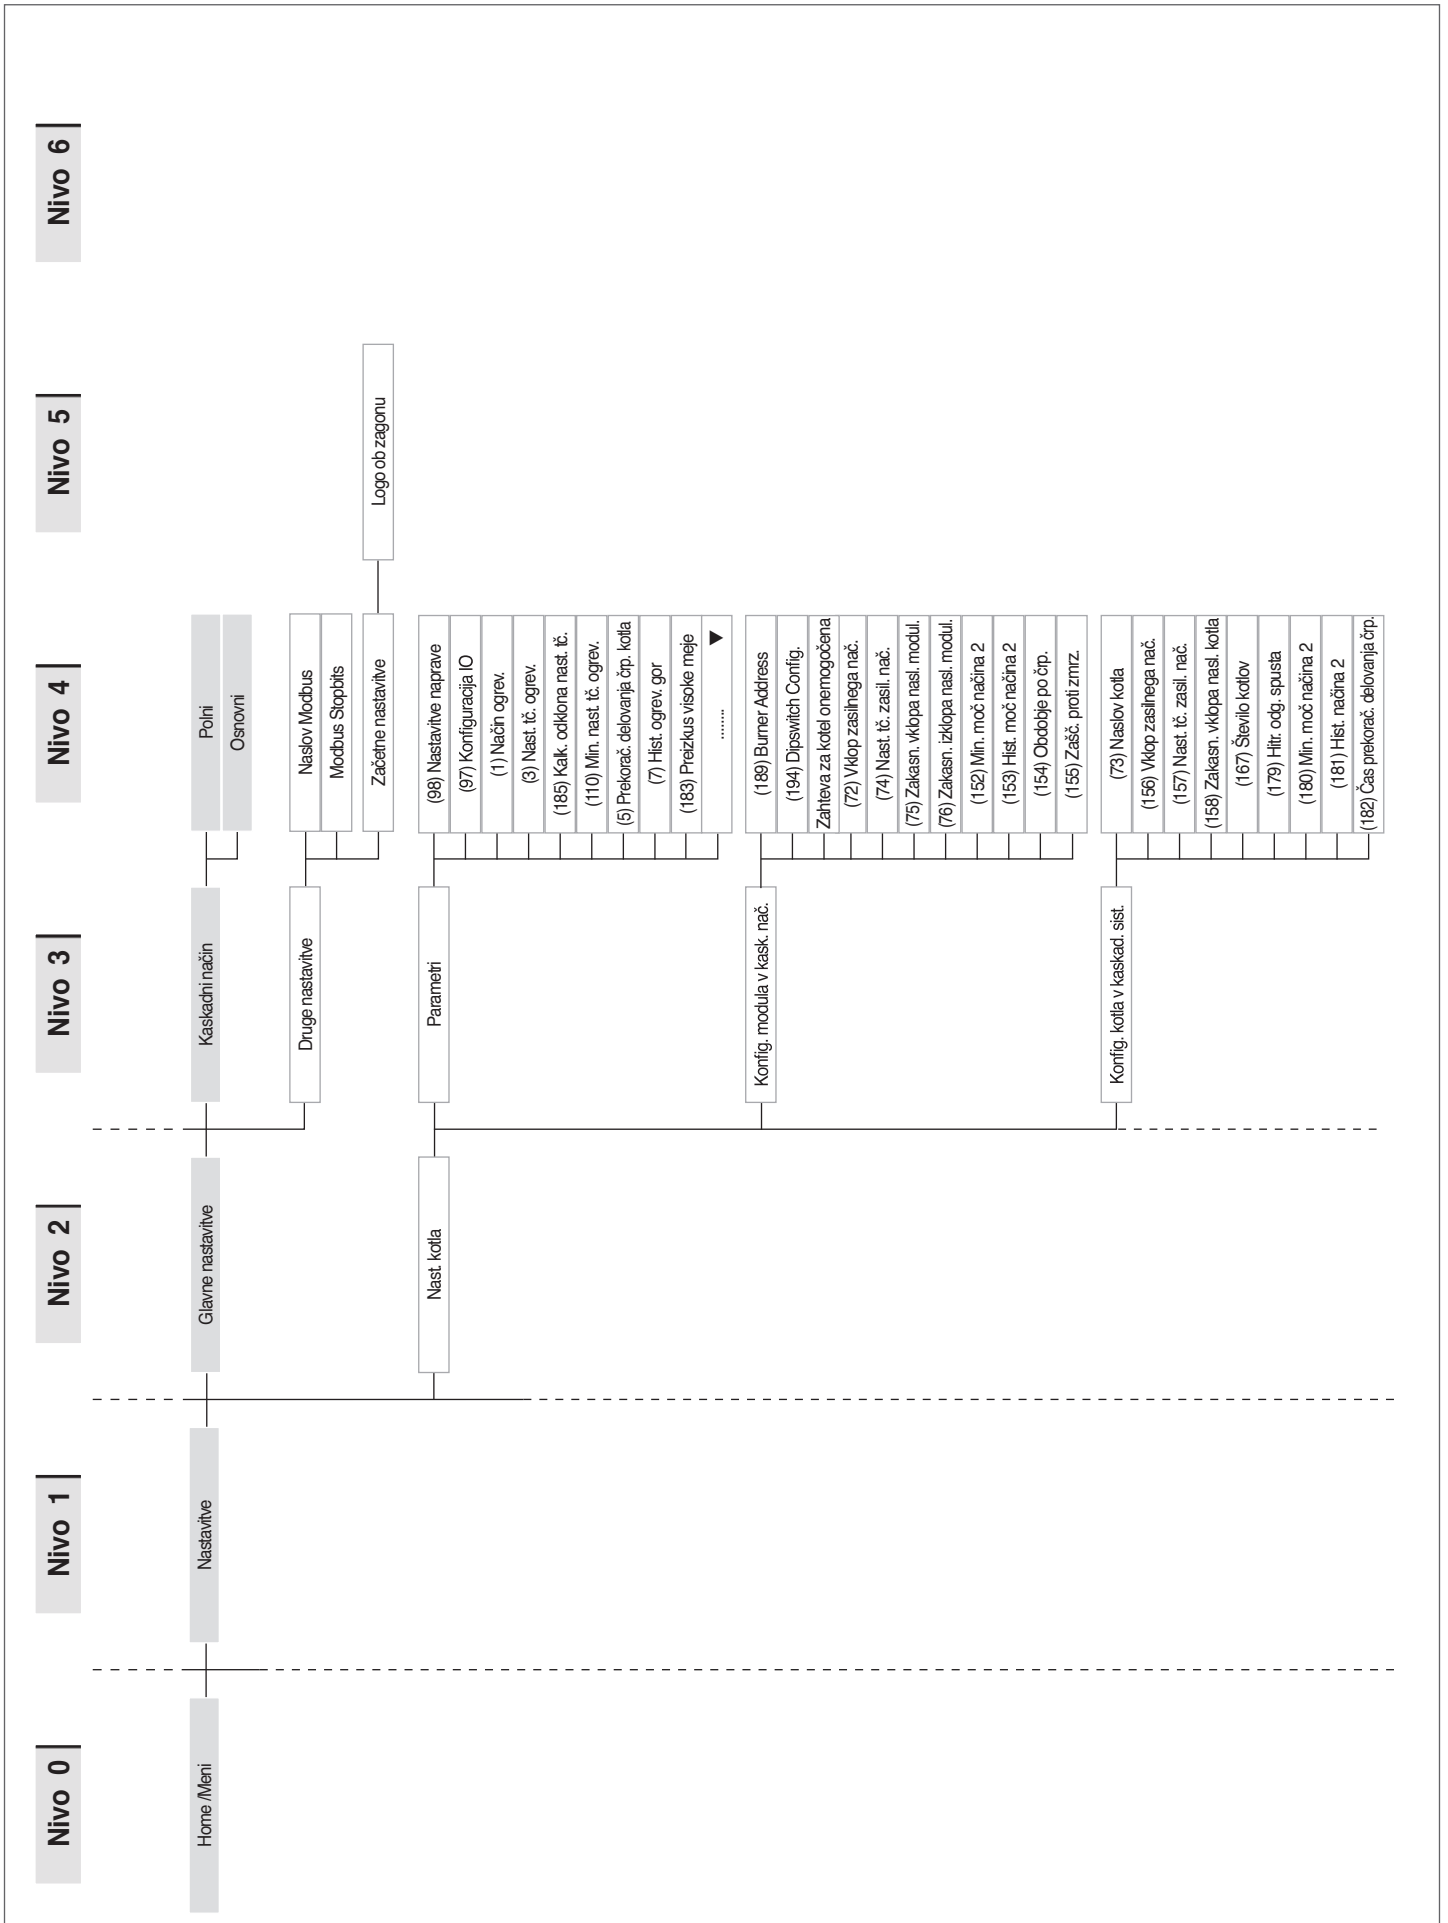 Nivo 0
Nivo 1
Nivo 2
Nivo 3
Nivo 4
Nivo 5
Nivo 6
Home /Meni
Nastavitve
Glavne nastavitve
Kaskadni način
Polni
Osnovni
Druge nastavitve
Naslov Modbus
Modbus Stopbits
Začetne nastavitve
Logo ob zagonu
Nast. kotla
Parametri
(98) Nastavitve naprave
(97) Konfiguracija IO
(1) Način ogrev.
(3) Nast. tč. ogrev.
(185) Kalk. odklona nast. tč.
(110) Min. nast. tč. ogrev.
(5) Prekorač. delovanja črp. kotla
(7) Hist. ogrev. gor
(183) Preizkus visoke meje
......... ▼
Konfig. modula v kask. nač.
(189) Burner Address
(194) Dipswitch Config.
Zahteva za kotel onemogočena
(72) Vklop zasilnega nač.
(74) Nast. tč. zasil. nač.
(75) Zakasn. vklopa nasl. modul.
(76) Zakasn. izklopa nasl. modul.
(152) Min. moč načina 2
(153) Hist. moč načina 2
(154) Obdobje po črp.
(155) Zašč. proti zmrz.
Konfig. kotla v kaskad. sist.
(73) Naslov kotla
(156) Vklop zasilnega nač.
(157) Nast. tč. zasil. nač.
(158) Zakasn. vklopa nasl. kotla
(167) Število kotlov
(179) Hitr. odg. spusta
(180) Min. moč načina 2
(181) Hist. načina 2
(182) Čas prekorač. delovanja črp.